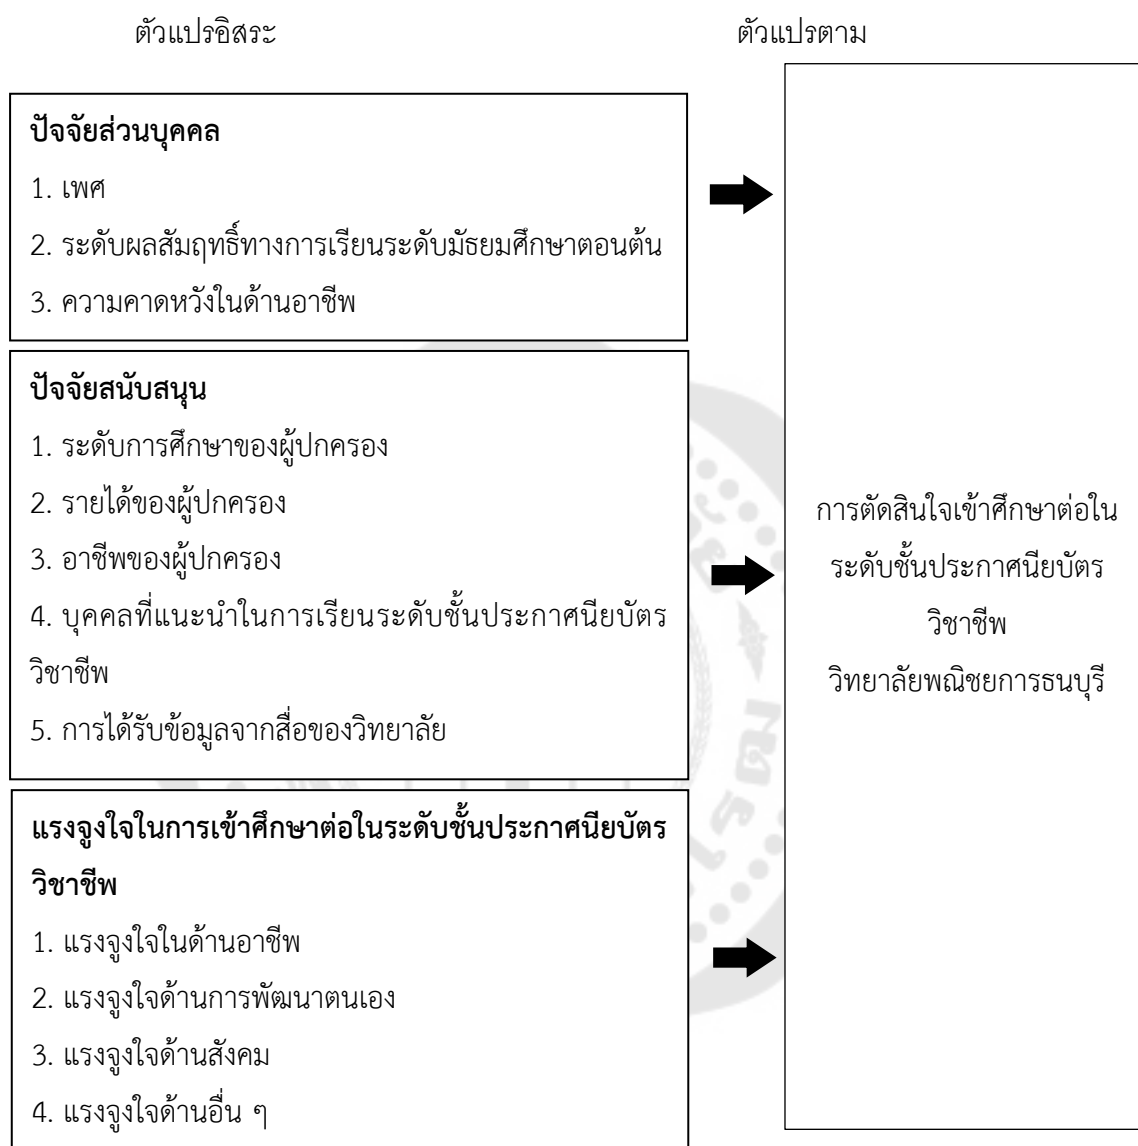 ตัวแปรอิสระ
ตัวแปรตาม
ปัจจัยส่วนบุคคล
1. เพศ
2. ระดับผลสัมฤทธิ์ทางการเรียนระดับมัธยมศึกษาตอนต้น
3. ความคาดหวังในด้านอาชีพ
ปัจจัยสนับสนุน
1. ระดับการศึกษาของผู้ปกครอง
2. รายได้ของผู้ปกครอง
3. อาชีพของผู้ปกครอง
4. บุคคลที่แนะนำในการเรียนระดับชั้นประกาศนียบัตร
วิชาชีพ
5. การได้รับข้อมูลจากสื่อของวิทยาลัย
แรงจูงใจในการเข้าศึกษาต่อในระดับชั้นประกาศนียบัตร
วิชาชีพ
1. แรงจูงใจในด้านอาชีพ
2. แรงจูงใจด้านการพัฒนาตนเอง
3. แรงจูงใจด้านสังคม
4. แรงจูงใจด้านอื่น ๆ
การตัดสินใจเข้าศึกษาต่อใน
ระดับชั้นประกาศนียบัตร
วิชาชีพ
วิทยาลัยพณิชยการธนบุรี